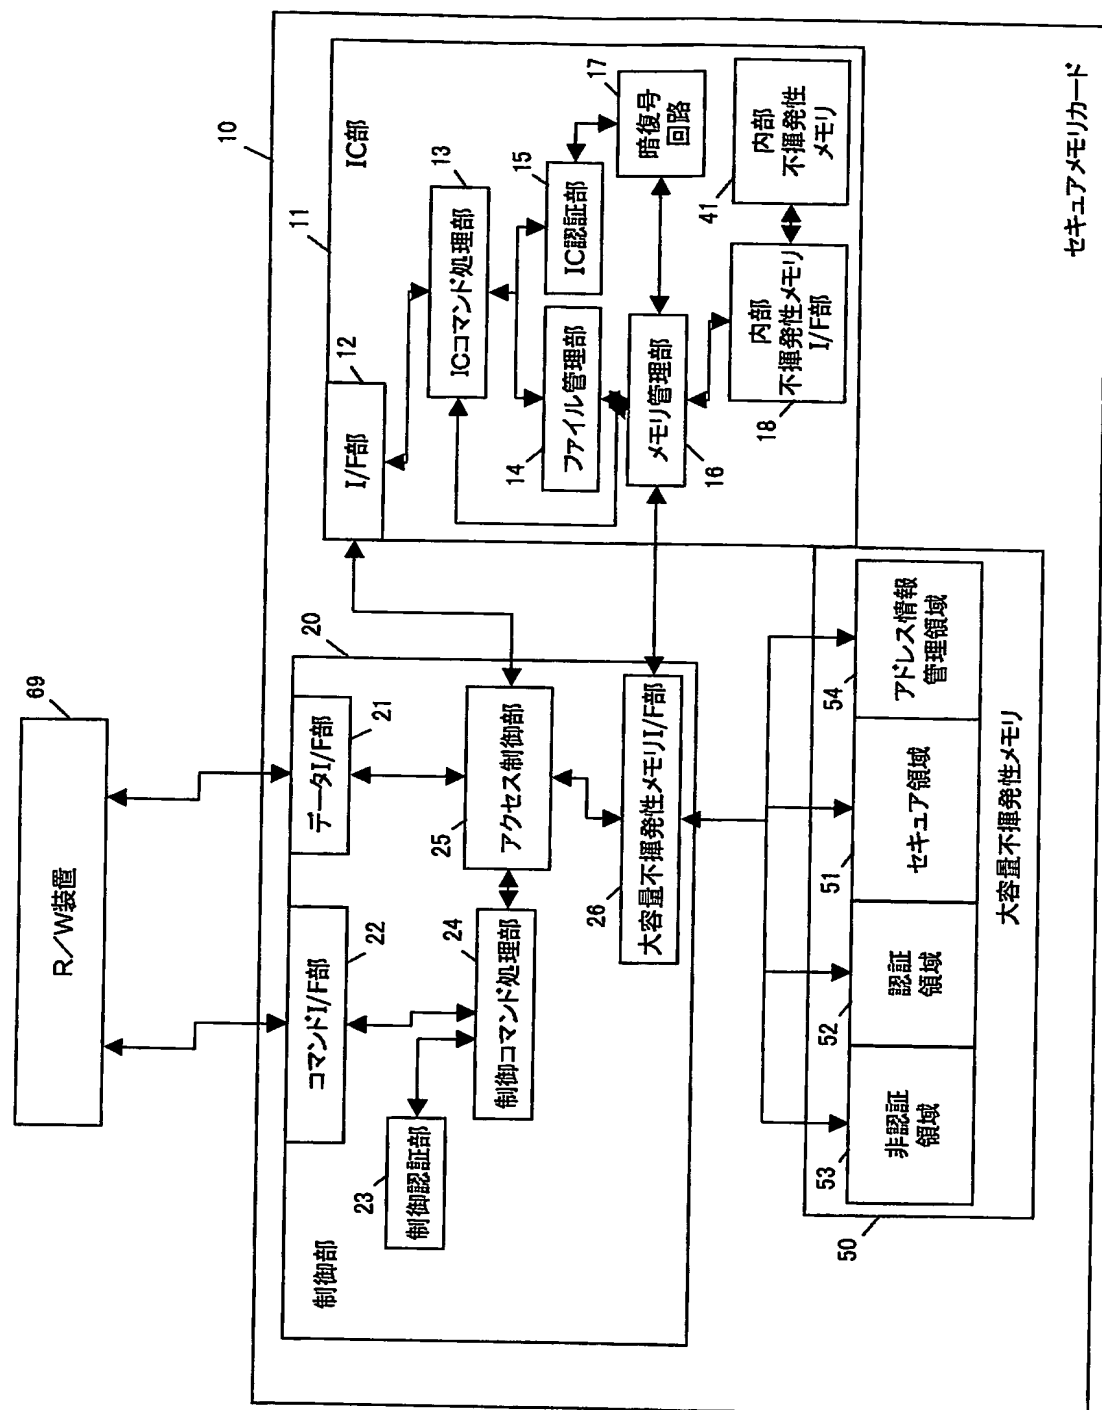 R/W装置
69
10
セキュアメモリカード
制御部
20
コマンドI/F部
22
データI/F部
21
制御認証部
23
制御コマンド処理部
24
アクセス制御部
25
大容量不揮発性メモリI/F部
26
11
IC部
I/F部
12
ICコマンド処理部
13
ファイル管理部
14
IC認証部
15
メモリ管理部
16
暗復号
回路
17
内部
不揮発性メモリ
I/F部
18
内部
不揮発性
メモリ
41
非認証
領域
53
認証
領域
52
セキュア領域
51
アドレス情報
管理領域
54
大容量不揮発性メモリ
50